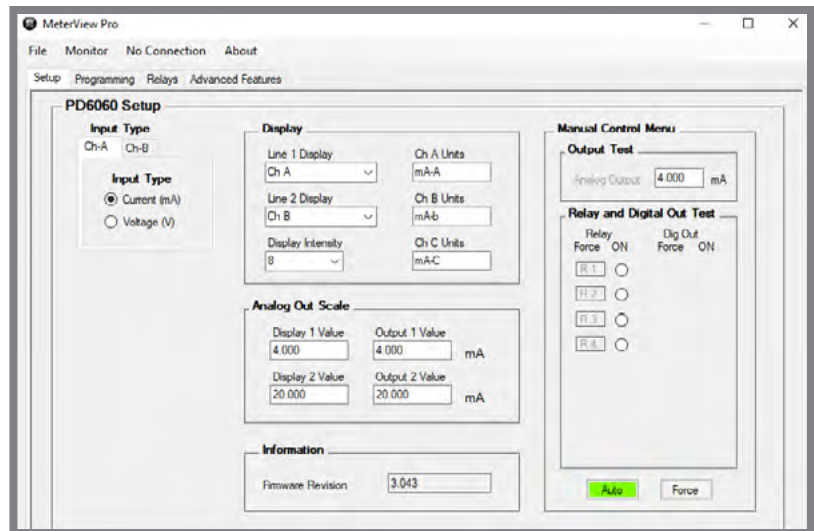 MeterView Pro
File Monitor No Connection About
Setup Programming Relays Advanced Features
PD6060 Setup
Input Type
Ch-A Ch-B
Input Type
Current (mA)
Voltage (V)
Display
Line 1 Display Ch A Units
Ch A mA-A
Line 2 Display Ch B Units
Ch B mA-b
Display Intensity Ch C Units
8 mA-C
Analog Out Scale
Display 1 Value Output 1 Value
4.000 4.000 mA
Display 2 Value Output 2 Value
20.000 20.000 mA
Information
Firmware Revision 3.043
Manual Control Menu
Output Test
Analog Output 4.000 mA
Relay and Digital Out Test
Relay Dig Out
Force ON Force ON
R 1
R 2
R 3
R 4
Auto Force